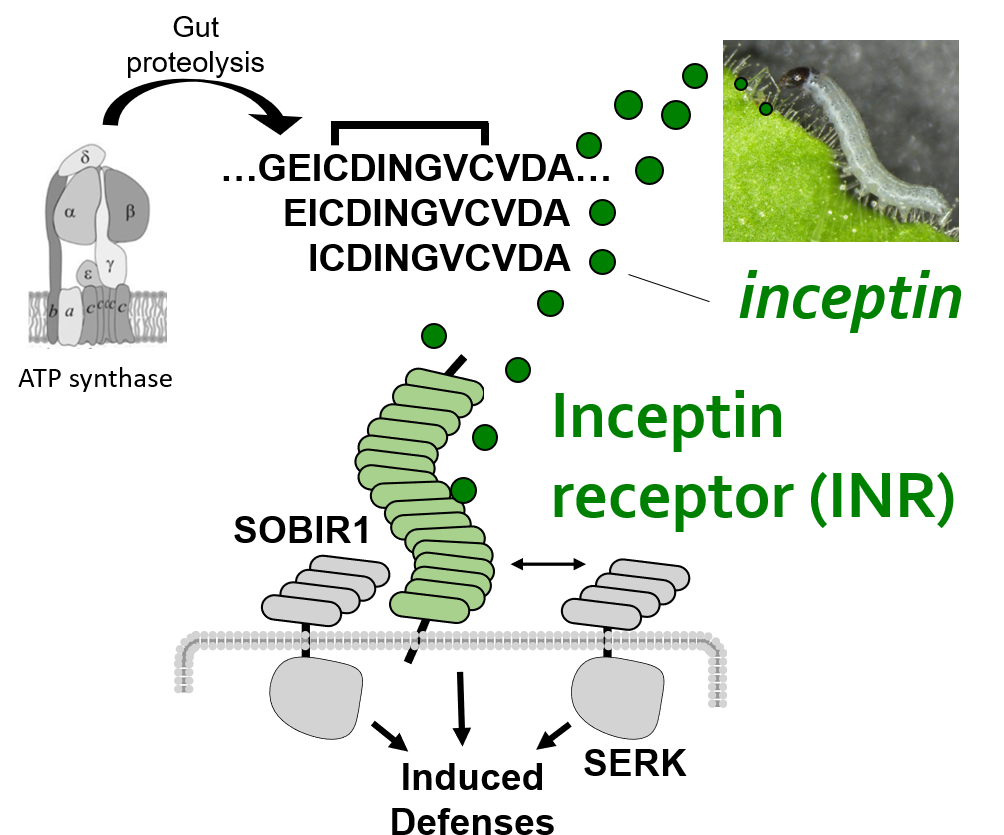 Gut
proteolysis
...GEICDINGVCVDA...
EICDINGVCVDA
ICDINGVCVDA
δ
α
β
γ
ε
b
a
c
c
c
c
c
ATP synthase
inceptin
Inceptin
receptor (INR)
SOBIR1
SERK
Induced
Defenses